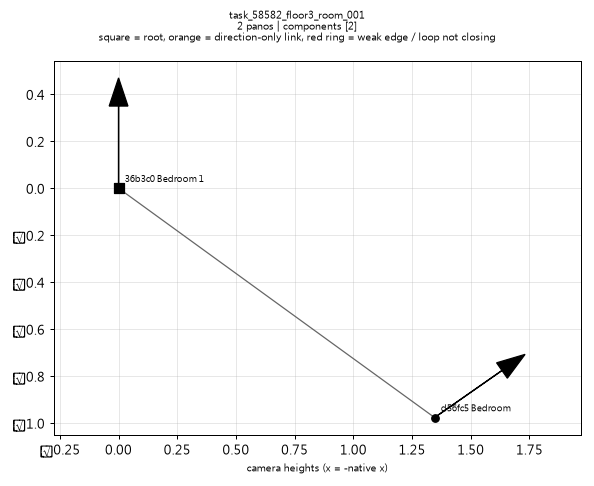 task_58582_floor3_room_001
2 panos | components [2]
square = root, orange = direction-only link, red ring = weak edge / loop not closing
0.4
0.2
36b3c0 Bedroom 1
0.0
0.2
0.4
0.6
0.8
d56fc5 Bedroom
1.0
0.25 0.00 0.25 0.50 0.75 1.00 1.25 1.50 1.75
camera heights (x = -native x)